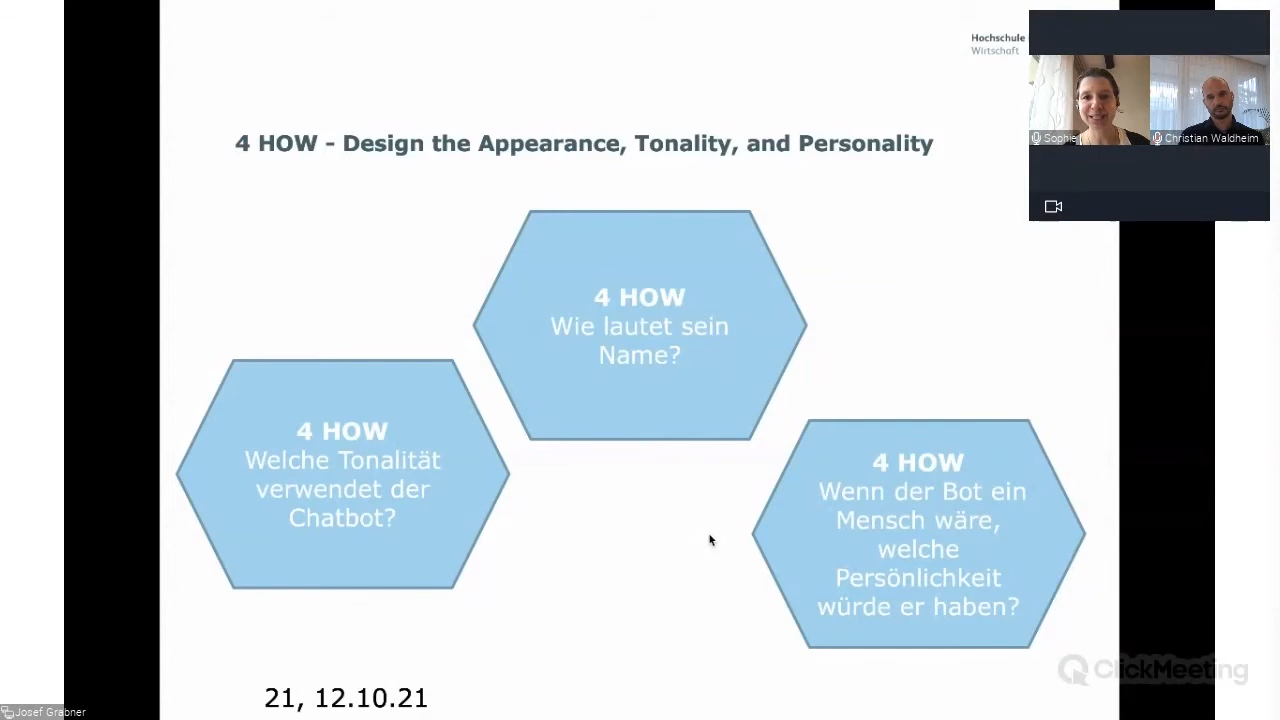 Hochschule
Wirtschaft
4 HOW - Design the Appearance, Tonality, and Personality
Sophie
Christian Waldheim
4 HOW
Wie lautet sein
Name?
4 HOW
Welche Tonalität
verwendet der
Chatbot?
4 HOW
Wenn der Bot ein
Mensch wäre,
welche
Persönlichkeit
würde er haben?
ClickMeeting
21, 12.10.21
Josef Grabner